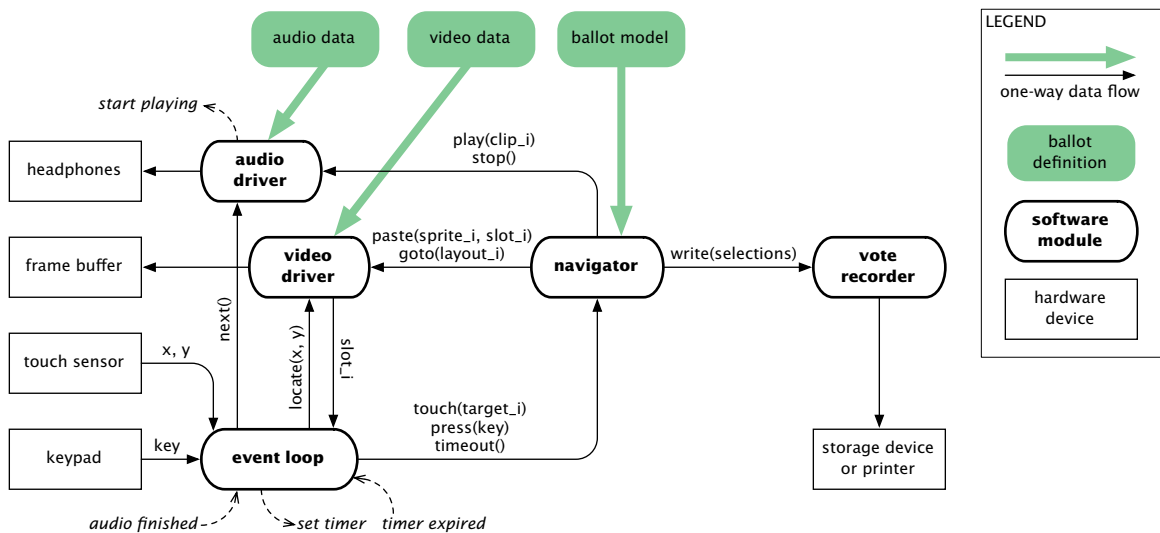 audio data
video data
ballot model
LEGEND
one-way data flow
ballot
definition
software
module
hardware
device
start playing
headphones
audio
driver
play(clip_i)
stop()
frame buffer
video
driver
paste(sprite_i, slot_i)
goto(layout_i)
navigator
write(selections)
vote
recorder
next()
locate(x, y)
slot_i
touch sensor
x, y
keypad
key
event loop
touch(target_i)
press(key)
timeout()
storage device
or printer
audio finished
set timer
timer expired